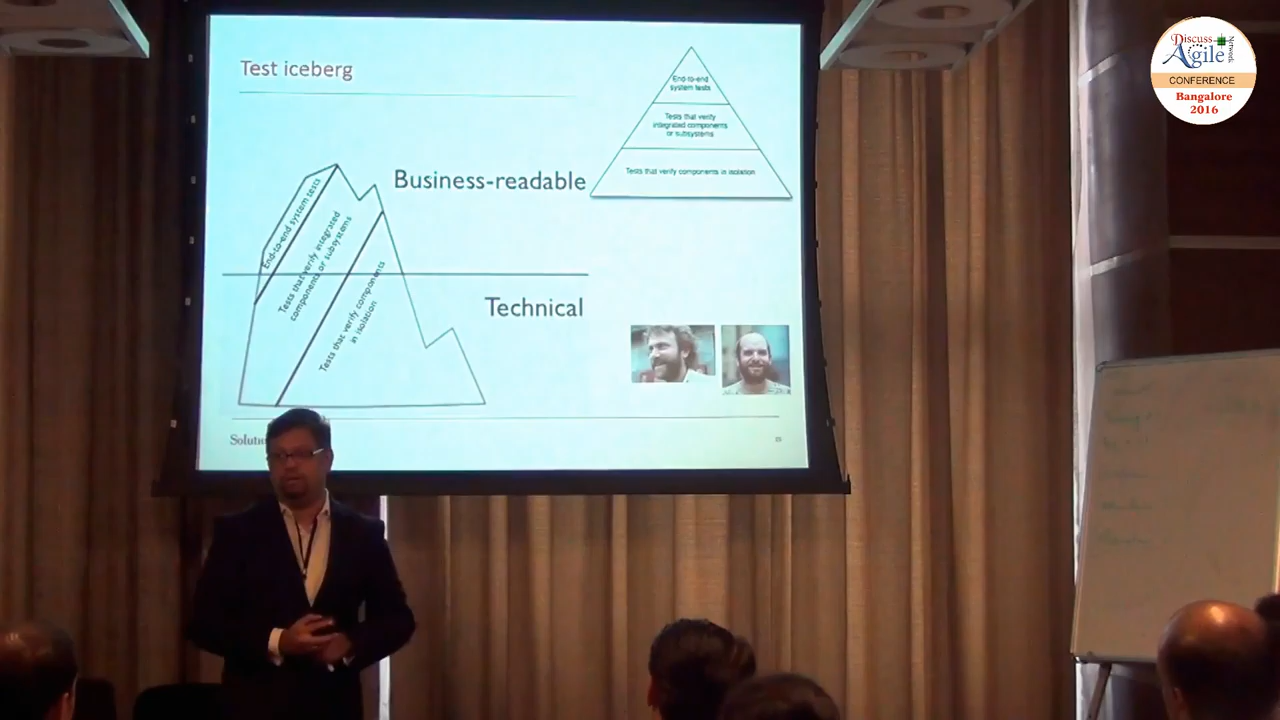 Test iceberg
End-to-end
system tests
Tests that verify
integrated components
or subsystems
Tests that verify components in isolation
Business-readable
End-to-end system tests
Tests that verify integrated
components or subsystems
Tests that verify components
in isolation
Technical
Discuss
Agile
Network
CONFERENCE
Bangalore
2016